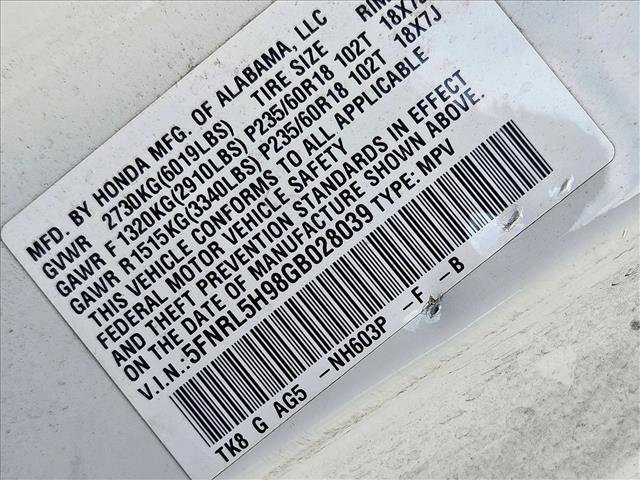 MFD. BY HONDA MFG. OF ALABAMA, LLC
GVWR 2730KG(6019LBS) TIRE SIZE RIM
GAWR F 1320KG(2910LBS) P235/60R18 102T 18X7J
GAWR R 1515KG(3340LBS) P235/60R18 102T 18X7J
THIS VEHICLE CONFORMS TO ALL APPLICABLE
FEDERAL MOTOR VEHICLE SAFETY
AND THEFT PREVENTION STANDARDS IN EFFECT
ON THE DATE OF MANUFACTURE SHOWN ABOVE.
V.I.N.:5FNRL5H98GB028039 TYPE: MPV
TK8 G AG5 -NH603P -F -B